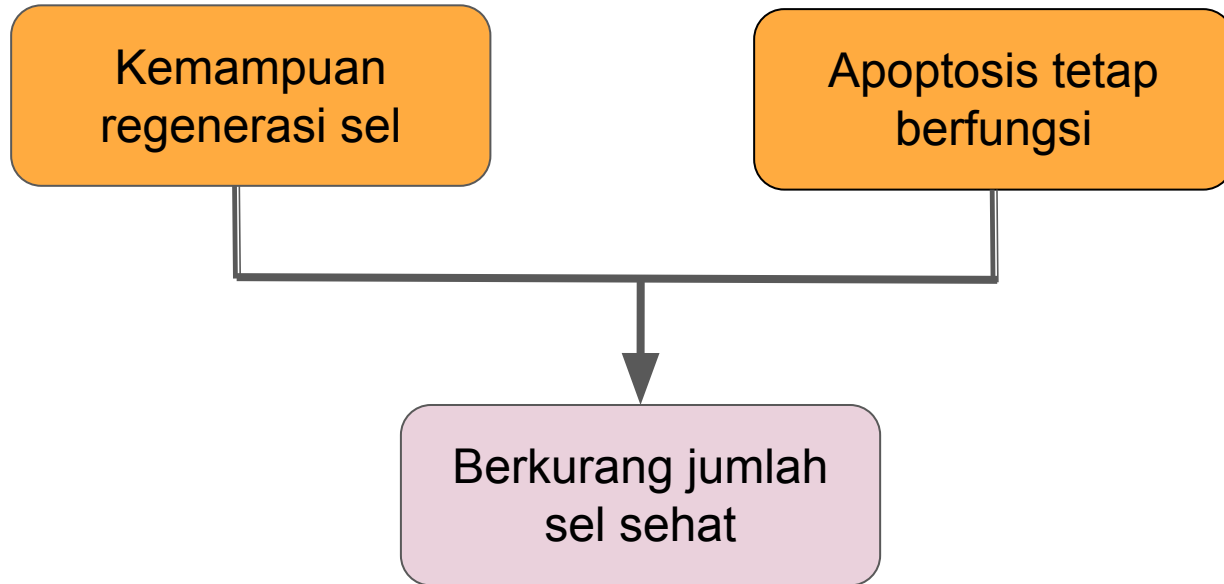 Kemampuan
regenerasi sel
Apoptosis tetap
berfungsi
Berkurang jumlah
sel sehat